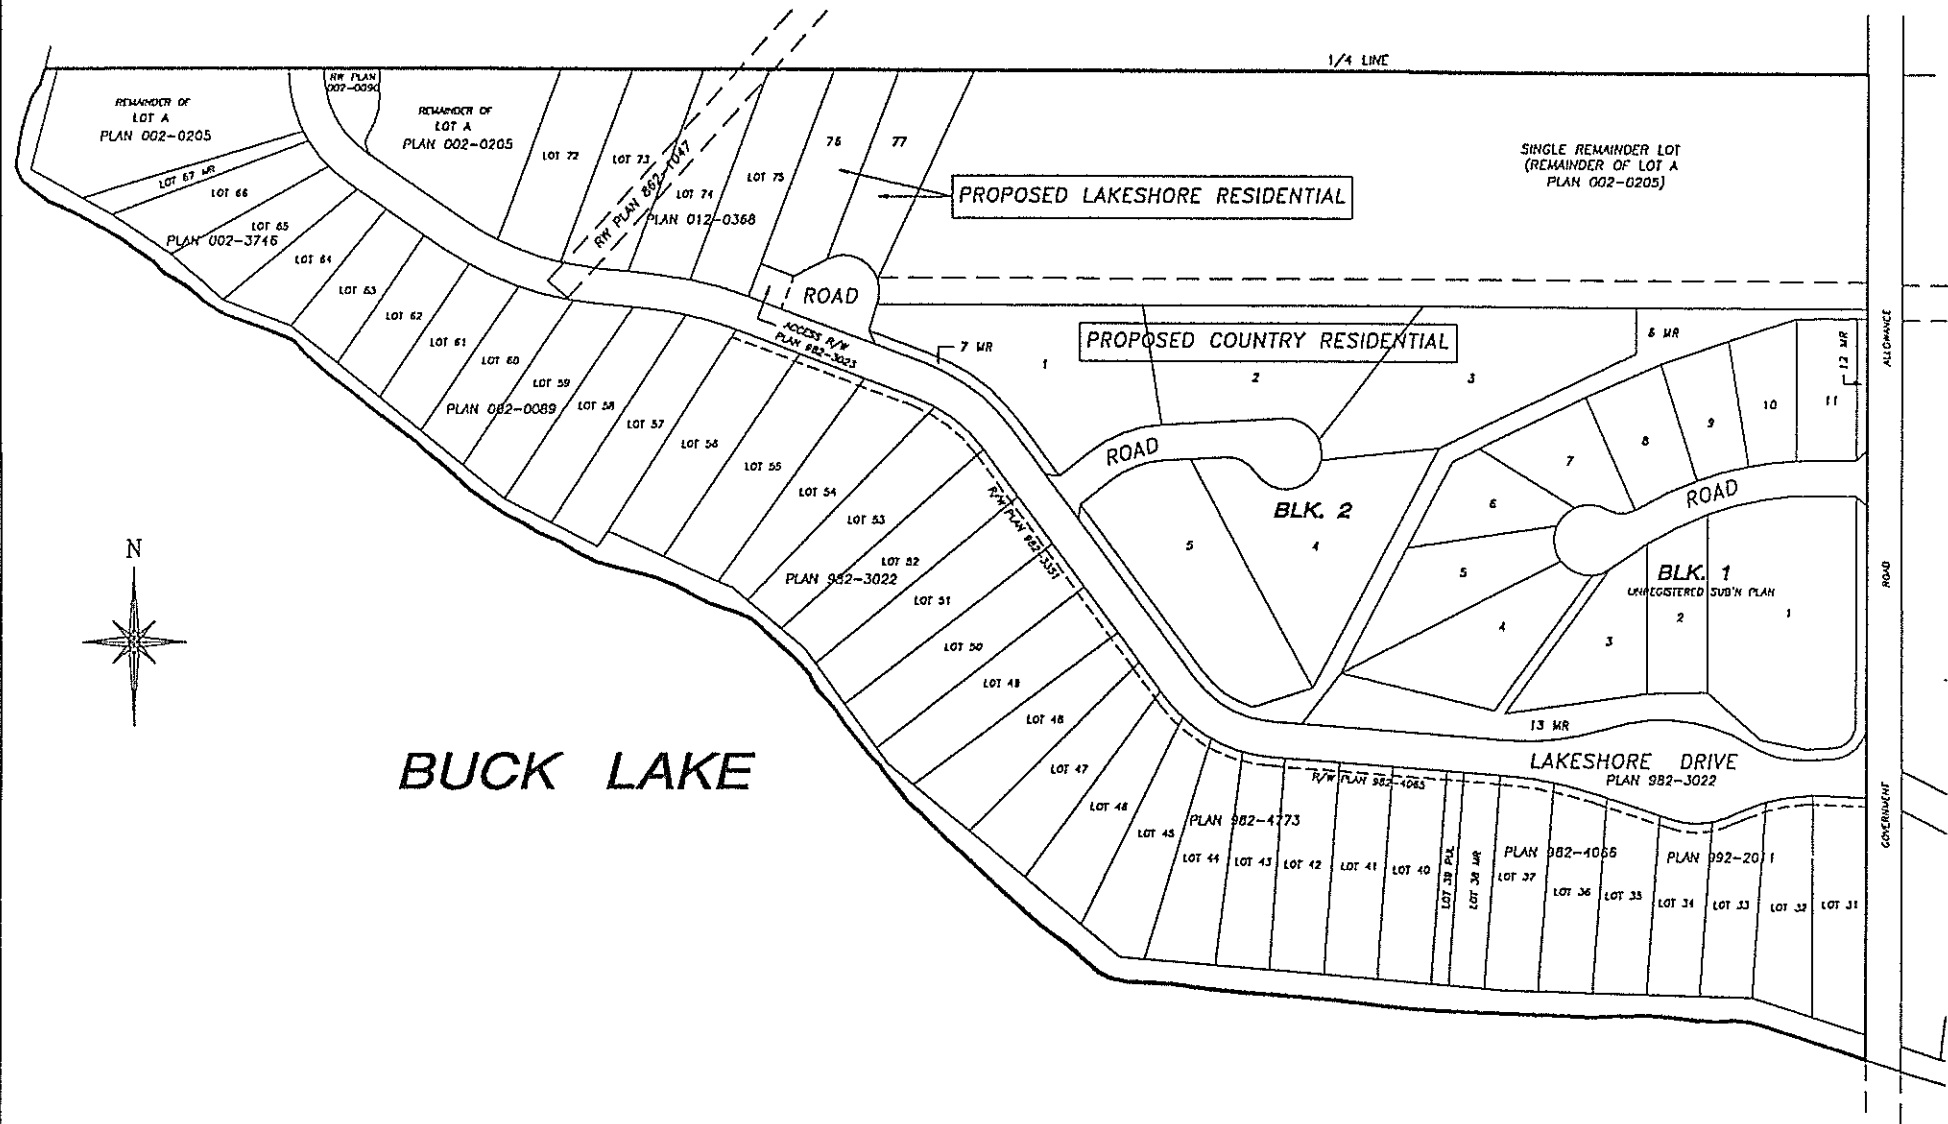 1/4 LINE
RW PLAN
002-0090
REMAINDER OF
LOT A
PLAN 002-0205
REMAINDER OF
LOT A
PLAN 002-0205
LOT 72
LOT 73
LOT 74
LOT 75
76
77
RW PLAN 862-1047
PLAN 012-0368
PROPOSED LAKESHORE RESIDENTIAL
SINGLE REMAINDER LOT
(REMAINDER OF LOT A
PLAN 002-0205)
LOT 67 MR
LOT 66
LOT 65
PLAN 002-3746
LOT 64
LOT 63
LOT 62
LOT 61
LOT 60
LOT 59
PLAN 002-0089
LOT 58
LOT 57
LOT 56
LOT 55
LOT 54
LOT 53
LOT 52
PLAN 982-3022
LOT 51
LOT 50
LOT 49
LOT 48
LOT 47
LOT 46
LOT 45
ROAD
ACCESS R/W
PLAN 982-3023
7 MR
PROPOSED COUNTRY RESIDENTIAL
1
2
3
8 MR
12 MR
ROAD
R/W PLAN 982-3351
BLK. 2
5
4
7
8
9
10
11
6
5
4
ROAD
BLK. 1
UNREGISTERED SUB'N PLAN
3
2
1
13 MR
LAKESHORE DRIVE
PLAN 982-3022
R/W PLAN 982-4065
PLAN 982-4773
LOT 44
LOT 43
LOT 42
LOT 41
LOT 40
LOT 39 PUL
LOT 38 MR
PLAN 982-4066
LOT 37
LOT 36
LOT 35
PLAN 992-2011
LOT 34
LOT 33
LOT 32
LOT 31
GOVERNMENT
ROAD
ALLOWANCE
N
BUCK LAKE